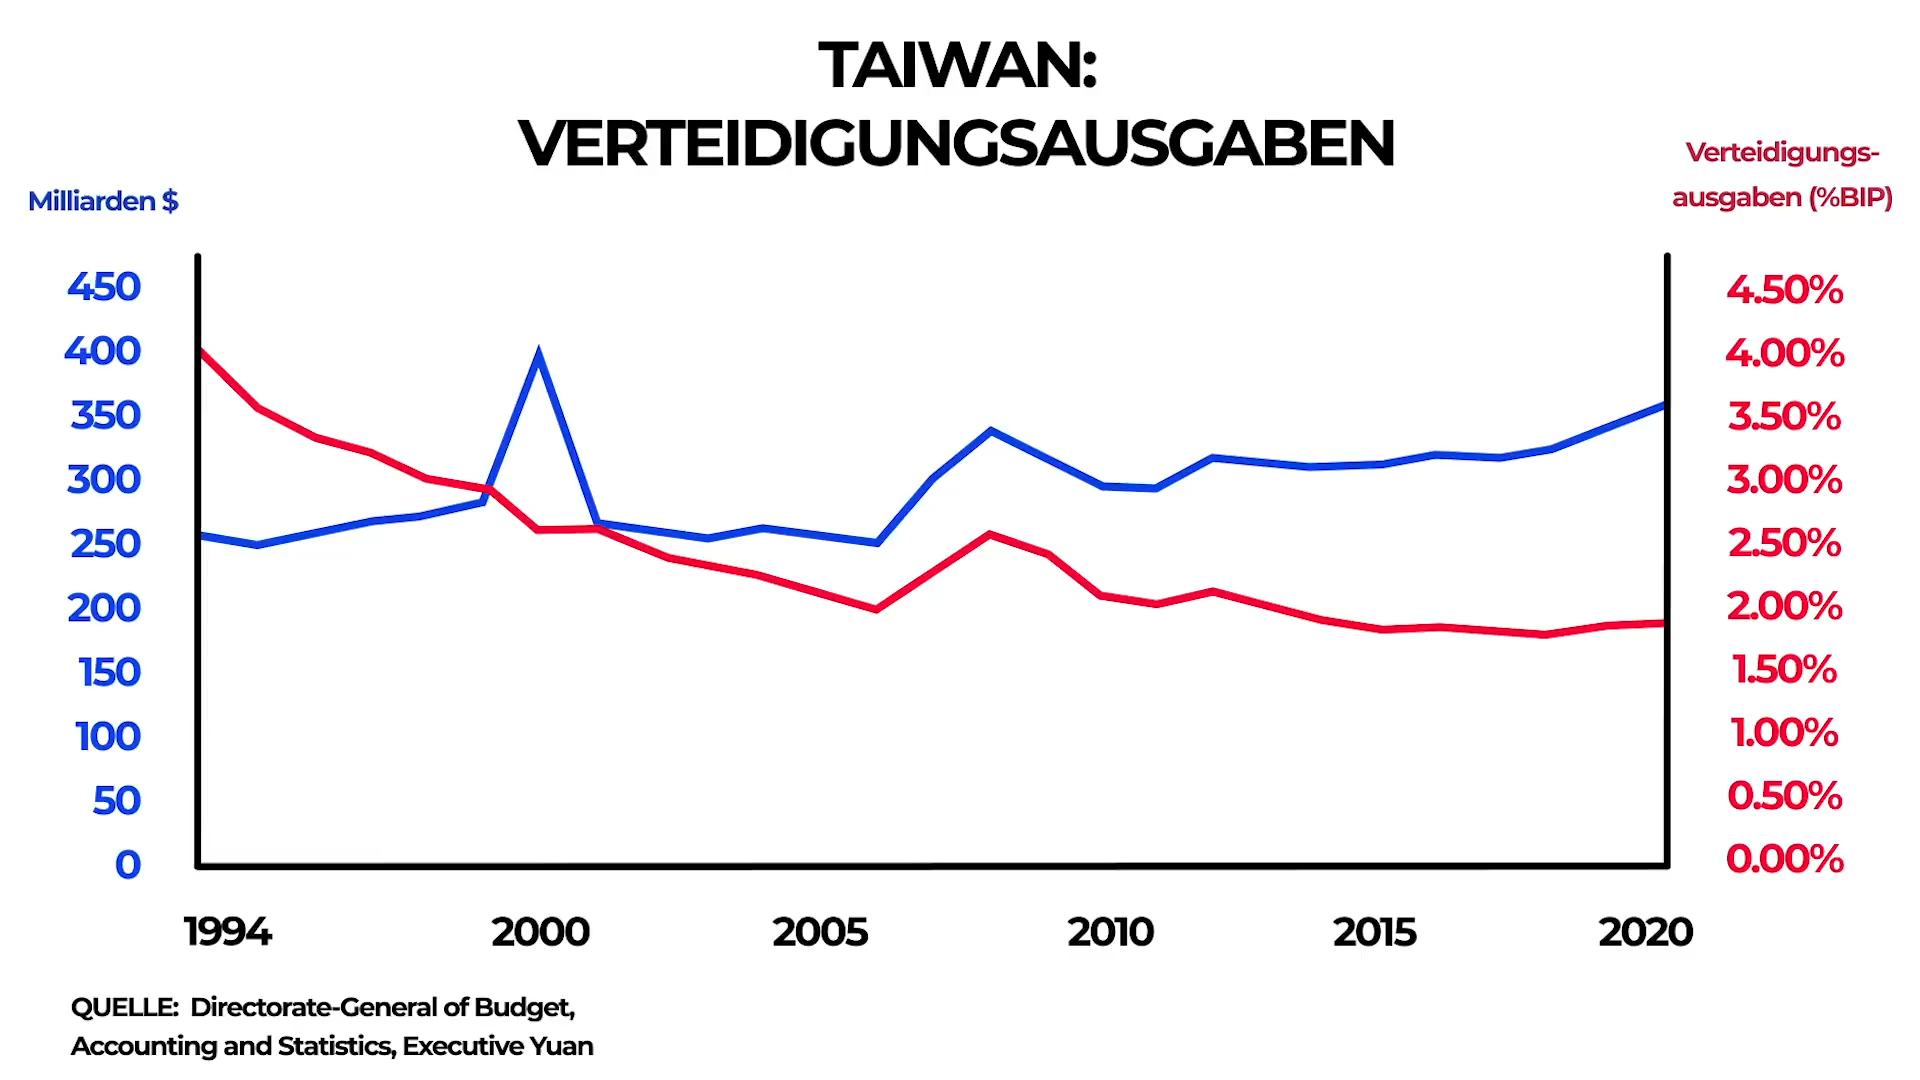 TAIWAN:
VERTEIDIGUNGSAUSGABEN
Milliarden $
Verteidigungs-
ausgaben (%BIP)
450
400
350
300
250
200
150
100
50
0
4.50%
4.00%
3.50%
3.00%
2.50%
2.00%
1.50%
1.00%
0.50%
0.00%
1994 2000 2005 2010 2015 2020
QUELLE: Directorate-General of Budget,
Accounting and Statistics, Executive Yuan